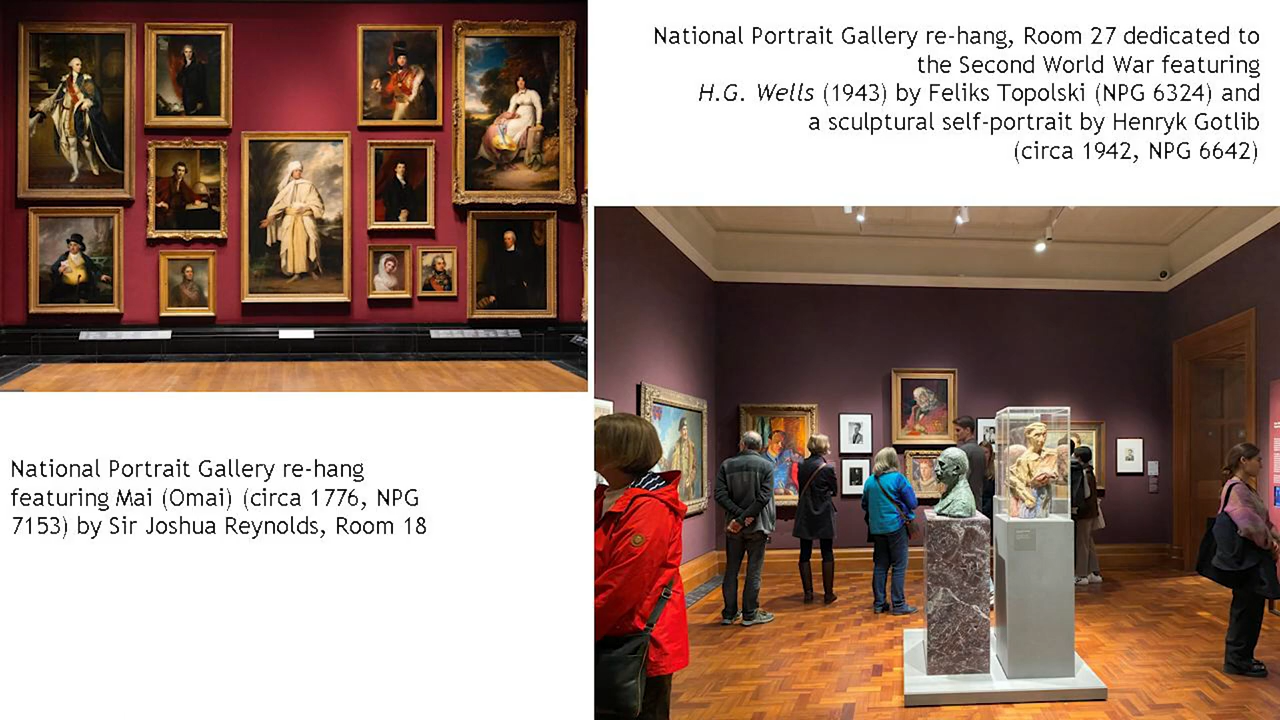 National Portrait Gallery re-hang, Room 27 dedicated to
the Second World War featuring
H.G. Wells (1943) by Feliks Topolski (NPG 6324) and
a sculptural self-portrait by Henryk Gotlib
(circa 1942, NPG 6642)
National Portrait Gallery re-hang
featuring Mai (Omai) (circa 1776, NPG
7153) by Sir Joshua Reynolds, Room 18